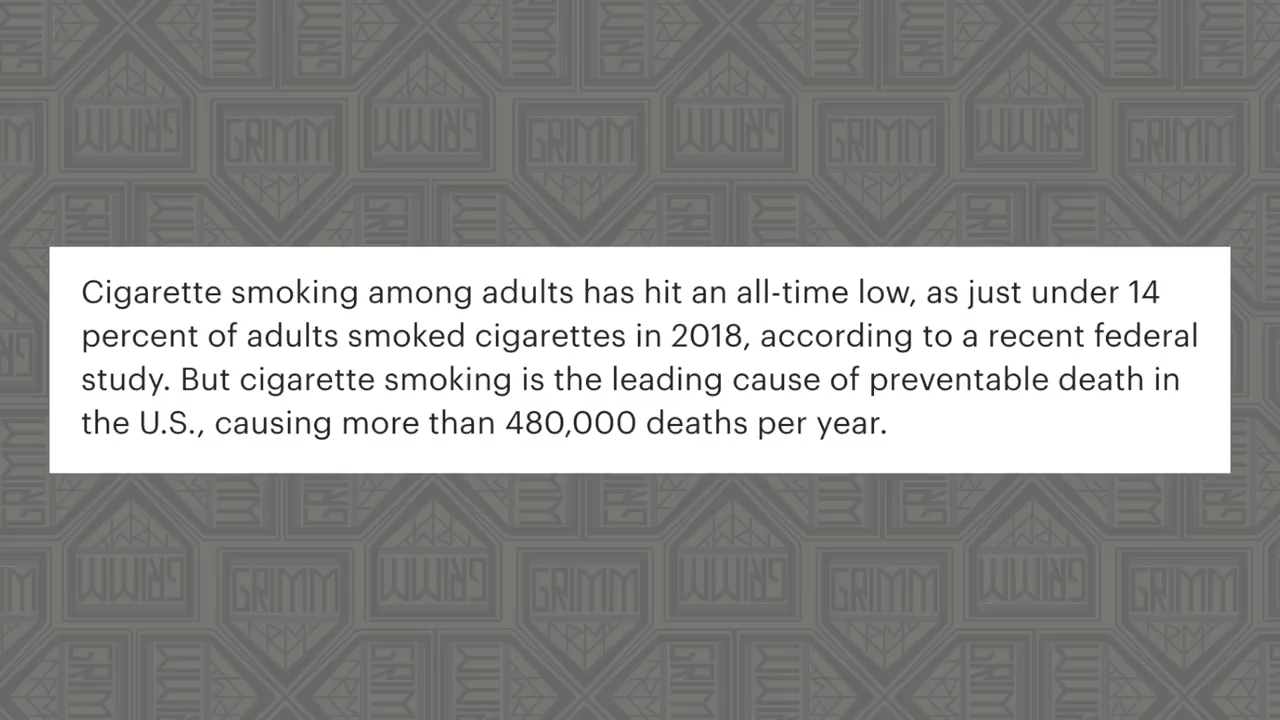 Cigarette smoking among adults has hit an all-time low, as just under 14
percent of adults smoked cigarettes in 2018, according to a recent federal
study. But cigarette smoking is the leading cause of preventable death in
the U.S., causing more than 480,000 deaths per year.